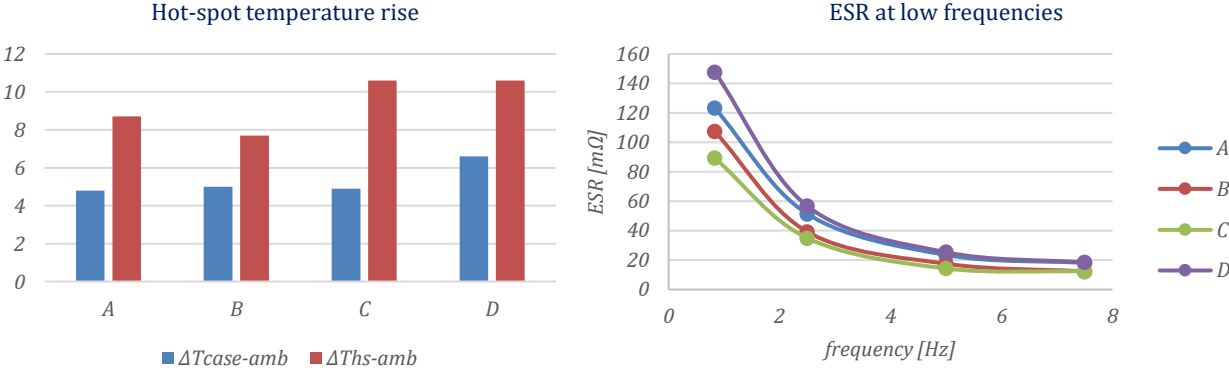 Hot-spot temperature rise
12
10
8
6
4
2
0
A B C D
ΔTcase-amb ΔThs-amb
ESR at low frequencies
ESR [mΩ]
160
140
120
100
80
60
40
20
0
0 2 4 6 8
frequency [Hz]
A
B
C
D